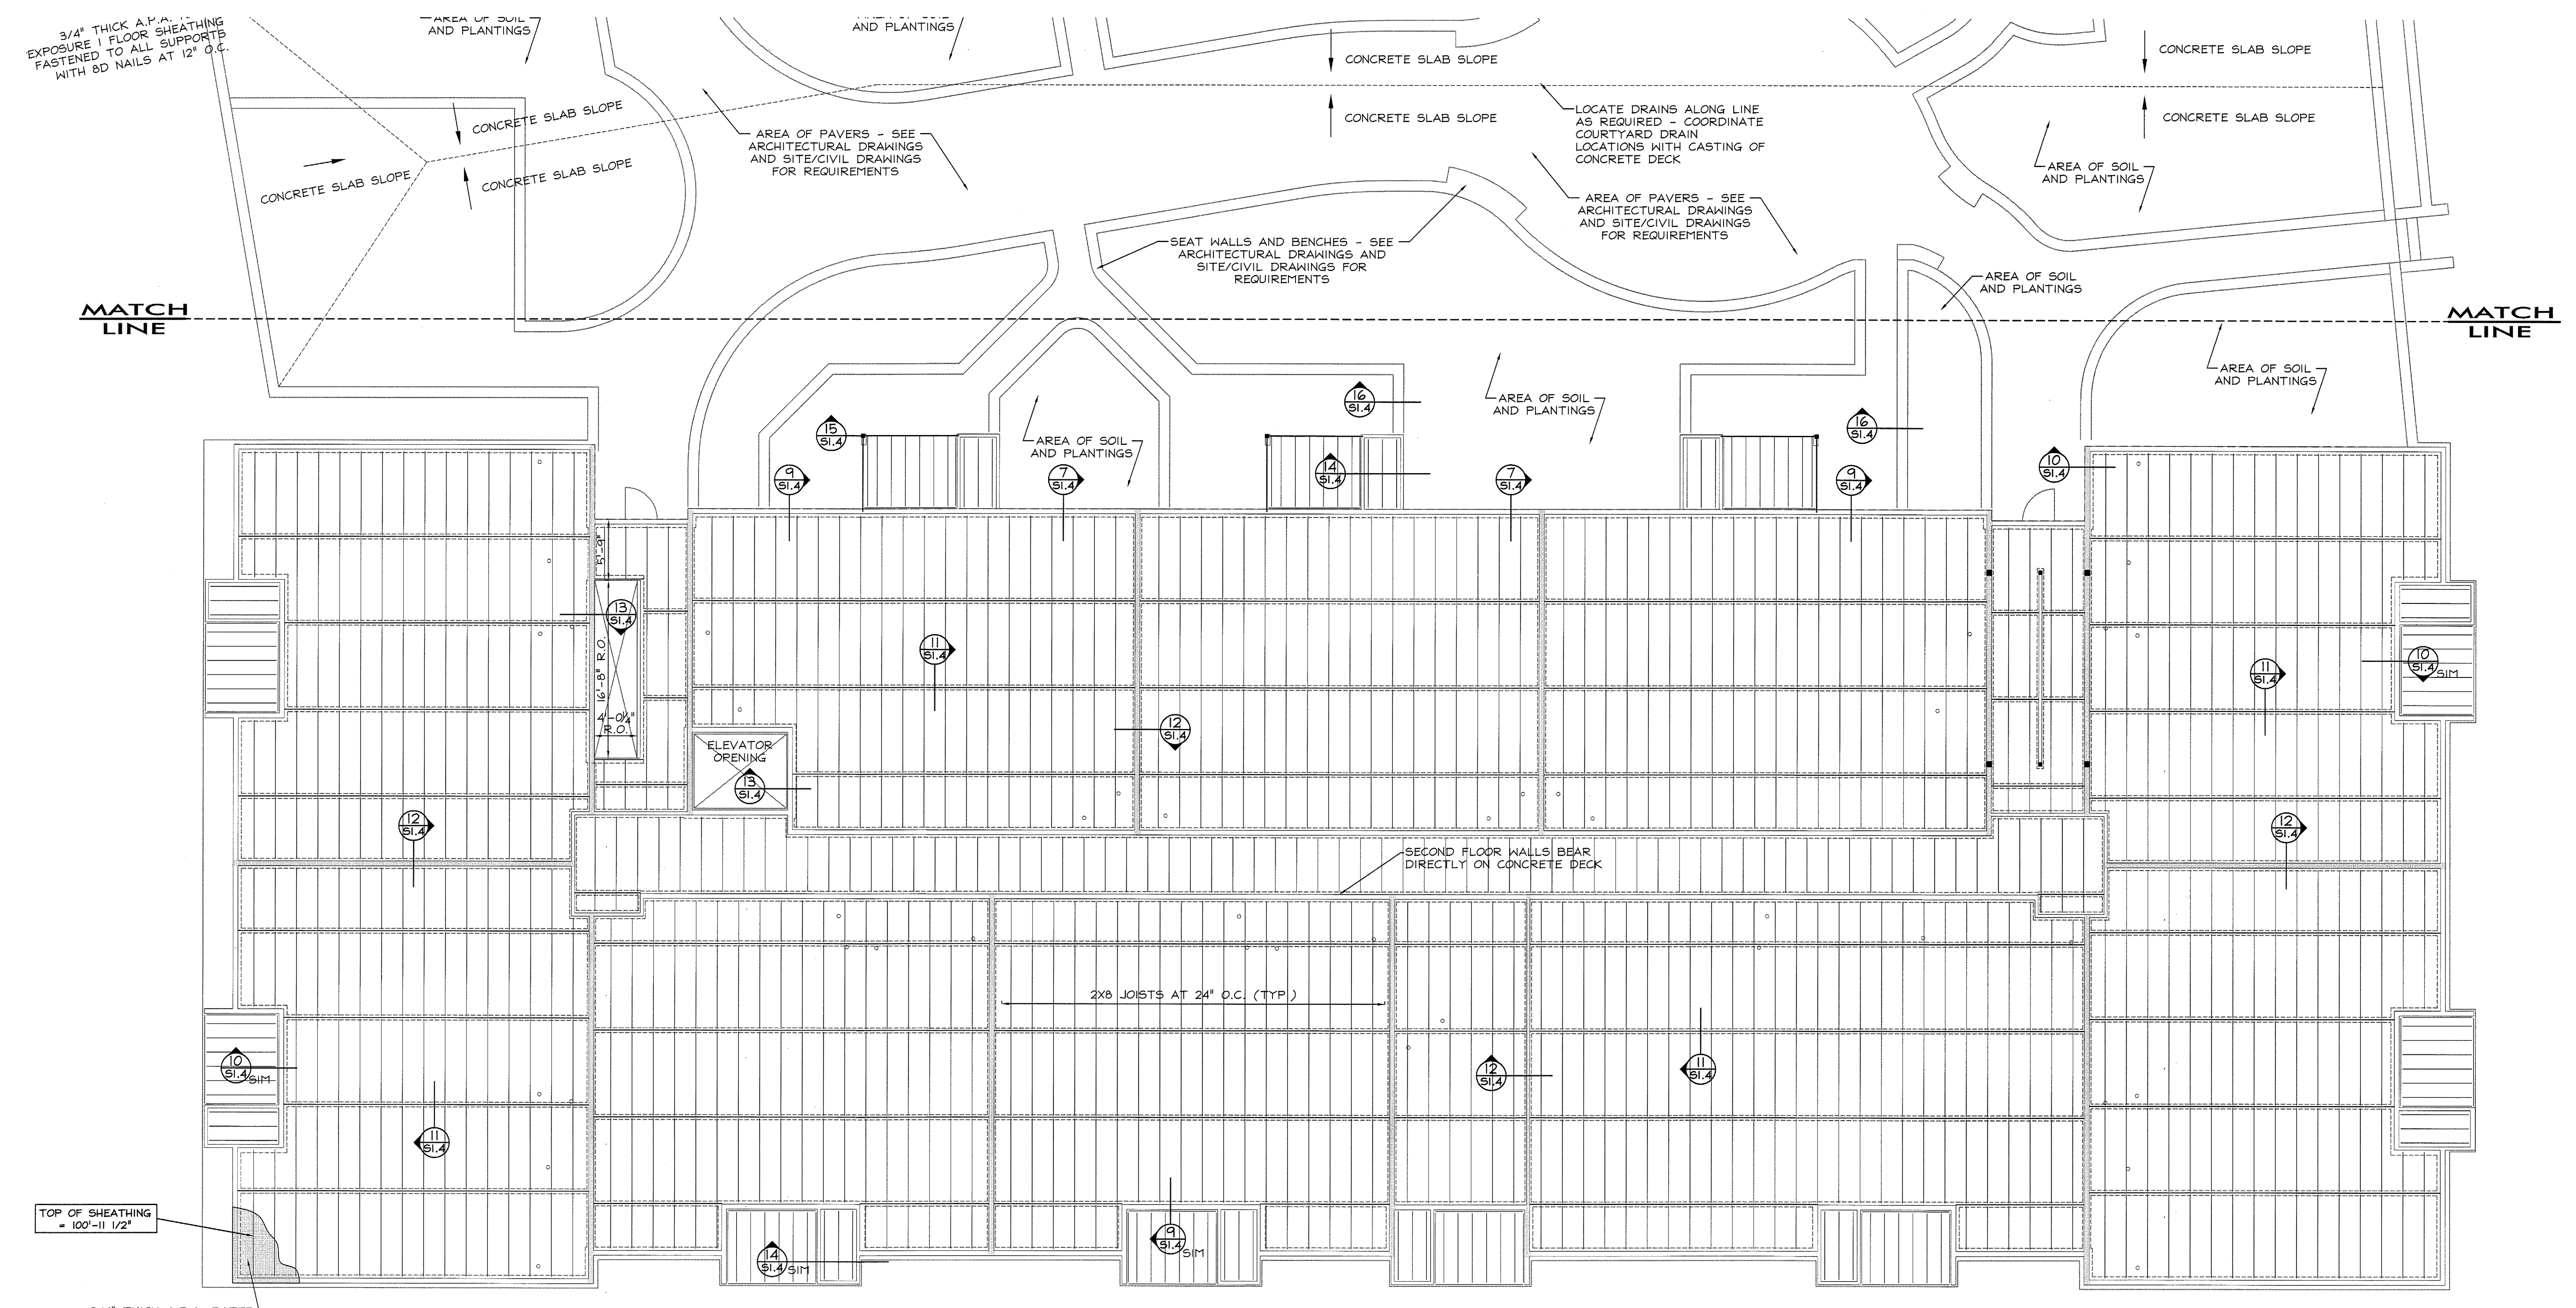 3/4" THICK A.P.A.
EXPOSURE 1 FLOOR SHEATHING
FASTENED TO ALL SUPPORTS
WITH 8D NAILS AT 12" O.C.
AREA OF SOIL
AND PLANTINGS
AREA OF SOIL
AND PLANTINGS
CONCRETE SLAB SLOPE
CONCRETE SLAB SLOPE
CONCRETE SLAB SLOPE
CONCRETE SLAB SLOPE
CONCRETE SLAB SLOPE
CONCRETE SLAB SLOPE
CONCRETE SLAB SLOPE
AREA OF PAVERS - SEE
ARCHITECTURAL DRAWINGS
AND SITE/CIVIL DRAWINGS
FOR REQUIREMENTS
LOCATE DRAINS ALONG LINE
AS REQUIRED - COORDINATE
COURTYARD DRAIN
LOCATIONS WITH CASTING OF
CONCRETE DECK
AREA OF SOIL
AND PLANTINGS
AREA OF PAVERS - SEE
ARCHITECTURAL DRAWINGS
AND SITE/CIVIL DRAWINGS
FOR REQUIREMENTS
SEAT WALLS AND BENCHES - SEE
ARCHITECTURAL DRAWINGS AND
SITE/CIVIL DRAWINGS FOR
REQUIREMENTS
AREA OF SOIL
AND PLANTINGS
MATCH
LINE
MATCH
LINE
AREA OF SOIL
AND PLANTINGS
AREA OF SOIL
AND PLANTINGS
AREA OF SOIL
AND PLANTINGS
15
S1.4
16
S1.4
16
S1.4
9
S1.4
7
S1.4
14
S1.4
7
S1.4
9
S1.4
10
S1.4
5'-9"
13
S1.4
16'-8" R.O.
4'-0¼"
R.O.
11
S1.4
11
S1.4
10
S1.4
SIM
12
S1.4
ELEVATOR
OPENING
13
S1.4
12
S1.4
12
S1.4
SECOND FLOOR WALLS BEAR
DIRECTLY ON CONCRETE DECK
2X8 JOISTS AT 24" O.C. (TYP.)
10
S1.4
SIM
12
S1.4
11
S1.4
11
S1.4
TOP OF SHEATHING
= 100'-11 1/2"
14
S1.4
SIM
9
S1.4
SIM